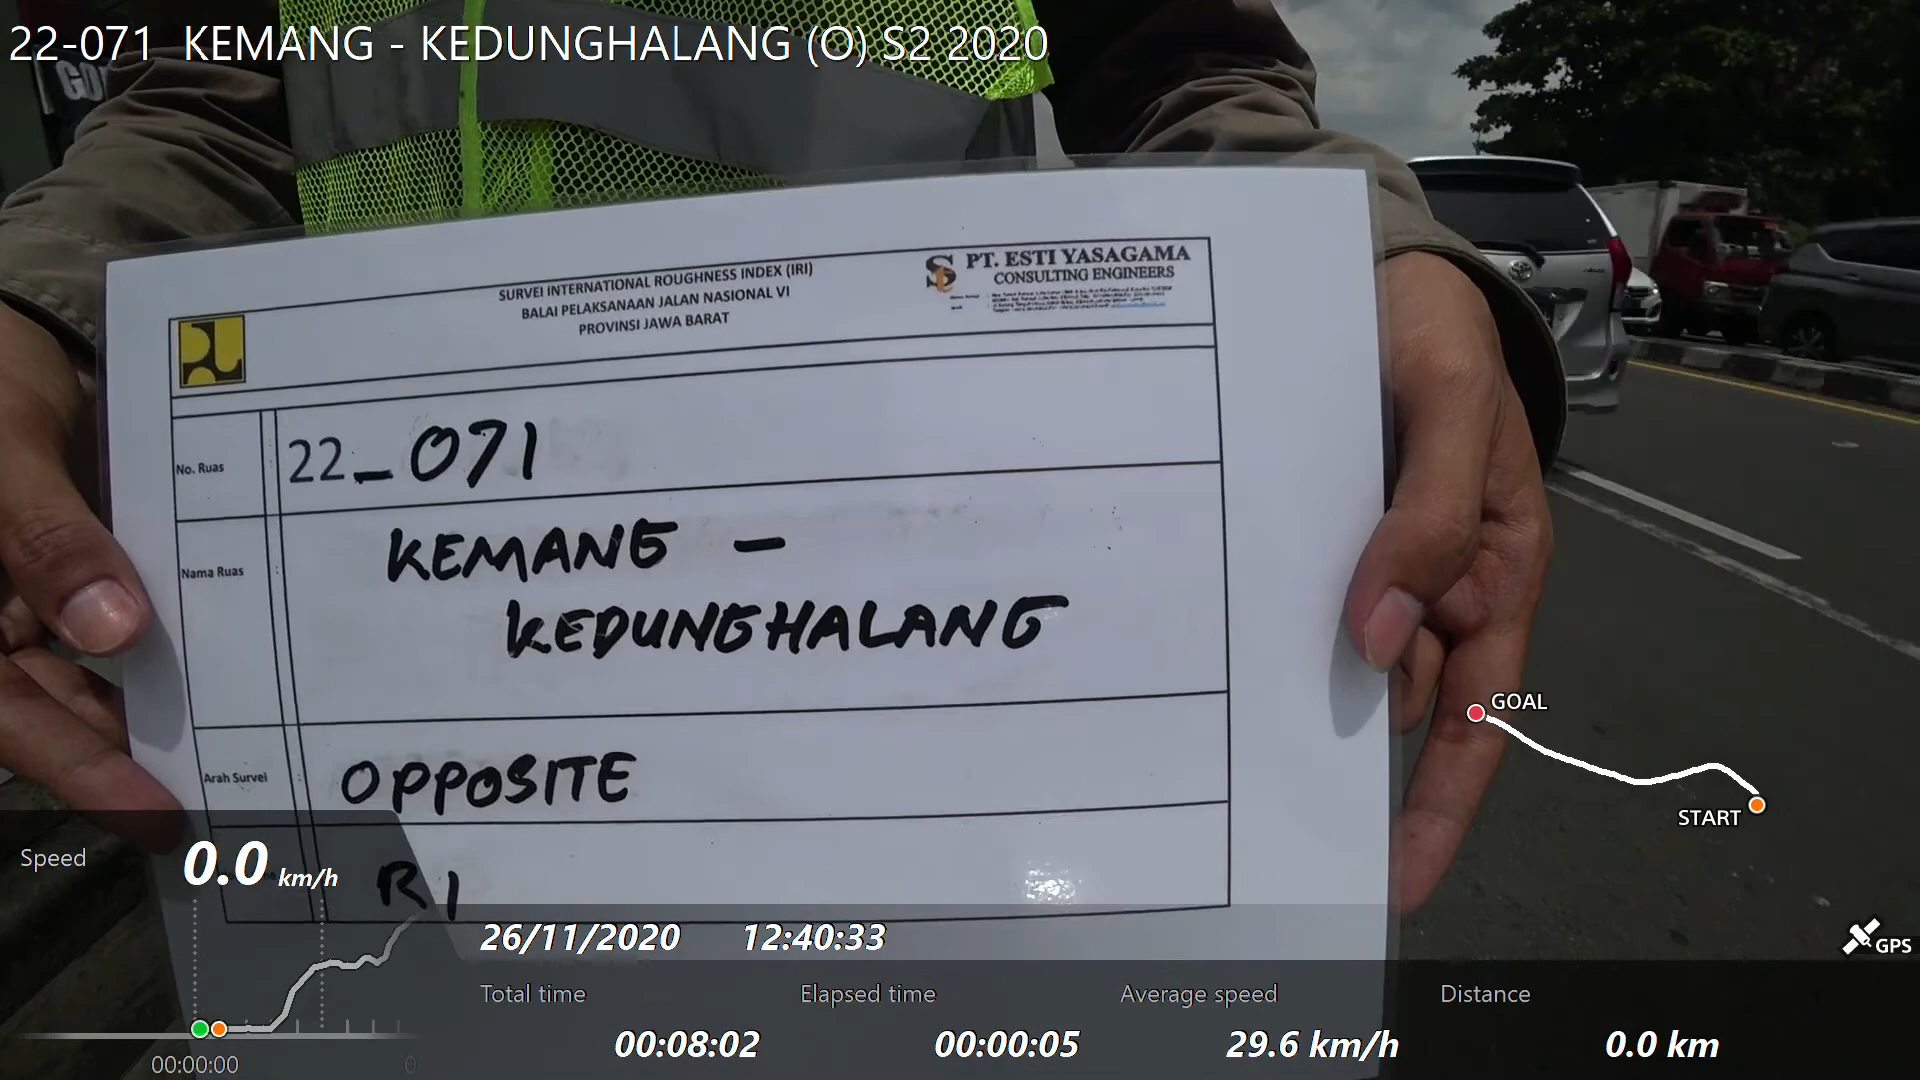 22-071 KEMANG - KEDUNGHALANG (O) S2 2020
SURVEI INTERNATIONAL ROUGHNESS INDEX (IRI)
BALAI PELAKSANAAN JALAN NASIONAL VI
PROVINSI JAWA BARAT
PT. ESTI YASAGAMA
CONSULTING ENGINEERS
No. Ruas : 22_071
Nama Ruas : KEMANG -
KEDUNGHALANG
Arah Survei : OPPOSITE
R1
GOAL
START
GPS
Speed 0.0 km/h
26/11/2020 12:40:33
Total time Elapsed time Average speed Distance
00:08:02 00:00:05 29.6 km/h 0.0 km
00:00:00